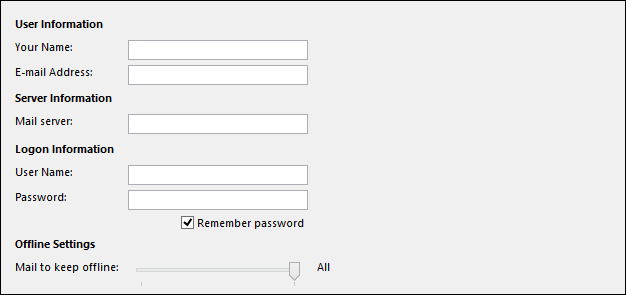 User Information
Your Name:
E-mail Address:
Server Information
Mail server:
Logon Information
User Name:
Password:
Remember password
Offline Settings
Mail to keep offline: All